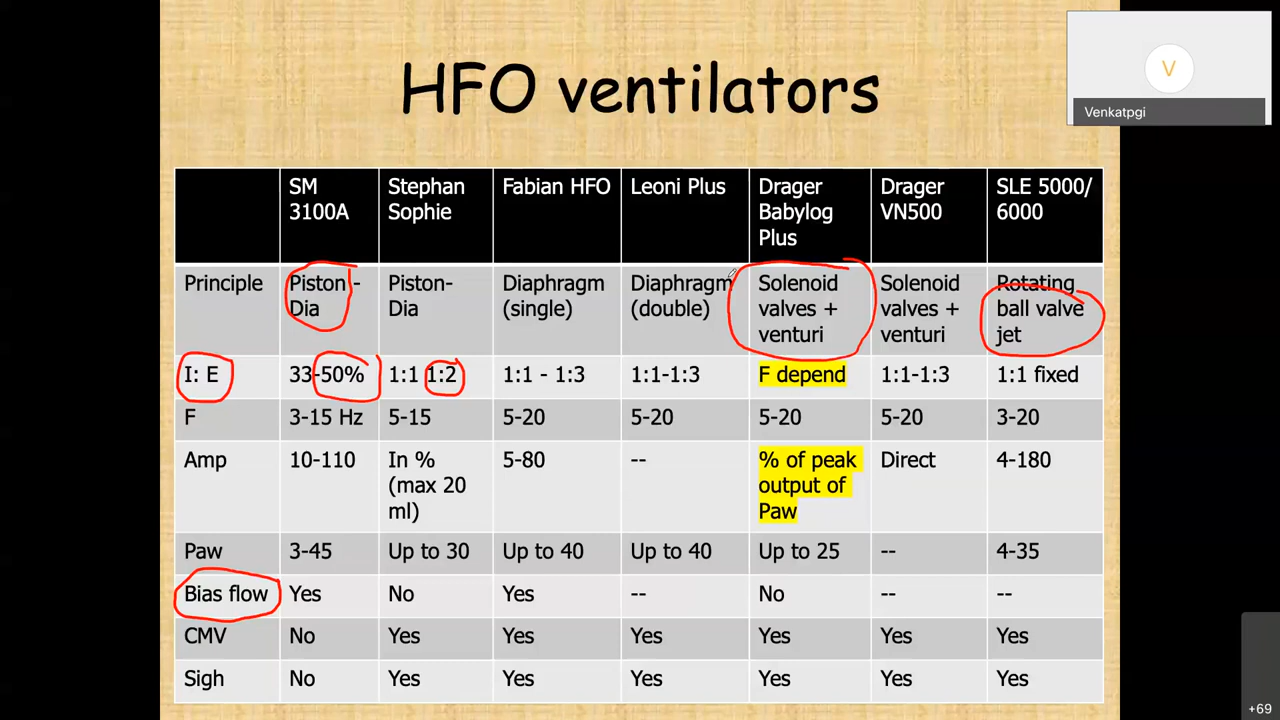 HFO ventilators
V
Venkatpgi
SM 3100A Stephan Sophie Fabian HFO Leoni Plus Drager Babylog Plus Drager VN500 SLE 5000/ 6000
Principle Piston - Dia Piston- Dia Diaphragm (single) Diaphragm (double) Solenoid valves + venturi Solenoid valves + venturi Rotating ball valve jet
I: E 33-50% 1:1 1:2 1:1 - 1:3 1:1-1:3 F depend 1:1-1:3 1:1 fixed
F 3-15 Hz 5-15 5-20 5-20 5-20 5-20 3-20
Amp 10-110 In % (max 20 ml) 5-80 -- % of peak output of Paw Direct 4-180
Paw 3-45 Up to 30 Up to 40 Up to 40 Up to 25 -- 4-35
Bias flow Yes No Yes -- No -- --
CMV No Yes Yes Yes Yes Yes Yes
Sigh No Yes Yes Yes Yes Yes Yes
+69